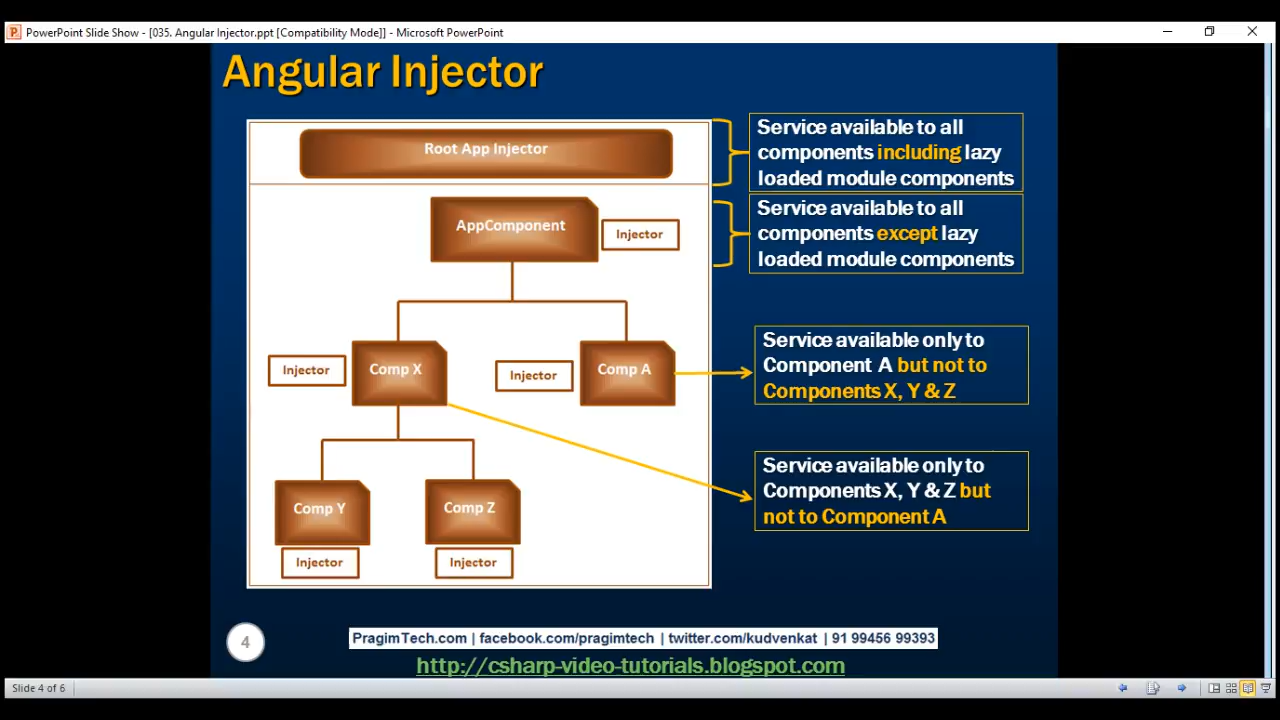 PowerPoint Slide Show - [035. Angular Injector.ppt [Compatibility Mode]] - Microsoft PowerPoint
Angular Injector
Root App Injector
Service available to all
components including lazy
loaded module components
AppComponent
Injector
Service available to all
components except lazy
loaded module components
Injector
Comp X
Injector
Comp A
Service available only to
Component A but not to
Components X, Y & Z
Service available only to
Components X, Y & Z but
not to Component A
Comp Y
Comp Z
Injector
Injector
4
PragimTech.com | facebook.com/pragimtech | twitter.com/kudvenkat | 91 99456 99393
http://csharp-video-tutorials.blogspot.com
Slide 4 of 6